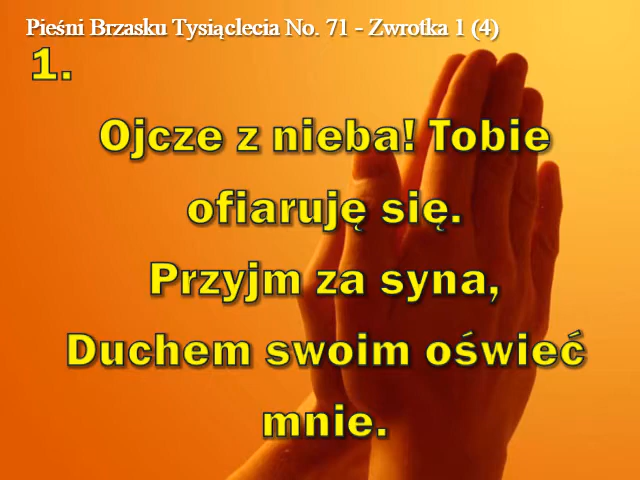 Pieśni Brzasku Tysiąclecia No. 71 - Zwrotka 1 (4)
1.
Ojcze z nieba! Tobie
ofiaruję się.
Przyjm za syna,
Duchem swoim oświeć
mnie.